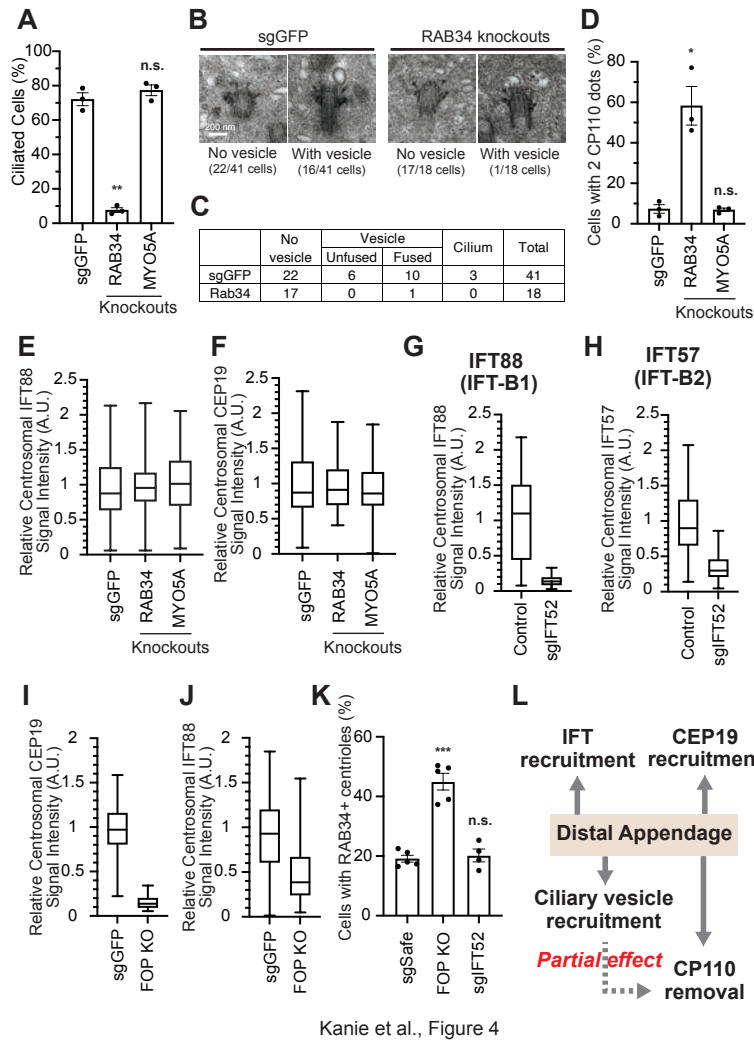 A
Ciliated Cells (%)
100
80
60
40
20
0
**
n.s.
sgGFP
RAB34
MYO5A
Knockouts
B
sgGFP
RAB34 knockouts
200 nm
No vesicle
(22/41 cells)
With vesicle
(16/41 cells)
No vesicle
(17/18 cells)
With vesicle
(1/18 cells)
C
No vesicle Vesicle Cilium Total
Unfused Fused
sgGFP 22 6 10 3 41
Rab34 17 0 1 0 18
D
Cells with 2 CP110 dots (%)
80
60
40
20
0
*
n.s.
sgGFP
RAB34
MYO5A
Knockouts
E
Relative Centrosomal IFT88
Signal Intensity (A.U.)
2.5
2
1.5
1
0.5
0
sgGFP
RAB34
MYO5A
Knockouts
F
Relative Centrosomal CEP19
Signal Intensity (A.U.)
2.5
2
1.5
1
0.5
0
sgGFP
RAB34
MYO5A
Knockouts
G
IFT88
(IFT-B1)
Relative Centrosomal IFT88
Signal Intensity (A.U.)
2.5
2
1.5
1
0.5
0
Control
sgIFT52
H
IFT57
(IFT-B2)
Relative Centrosomal IFT57
Signal Intensity (A.U.)
2.5
2
1.5
1
0.5
0
Control
sgIFT52
I
Relative Centrosomal CEP19
Signal Intensity (A.U.)
2
1.5
1
0.5
0
sgGFP
FOP KO
J
Relative Centrosomal IFT88
Signal Intensity (A.U.)
2
1.5
1
0.5
0
sgGFP
FOP KO
K
Cells with RAB34+ centrioles (%)
60
40
20
0
***
n.s.
sgSafe
FOP KO
sgIFT52
L
IFT
recruitment
CEP19
recruitment
Distal Appendage
Ciliary vesicle
recruitment
Partial effect
CP110
removal
Kanie et al., Figure 4